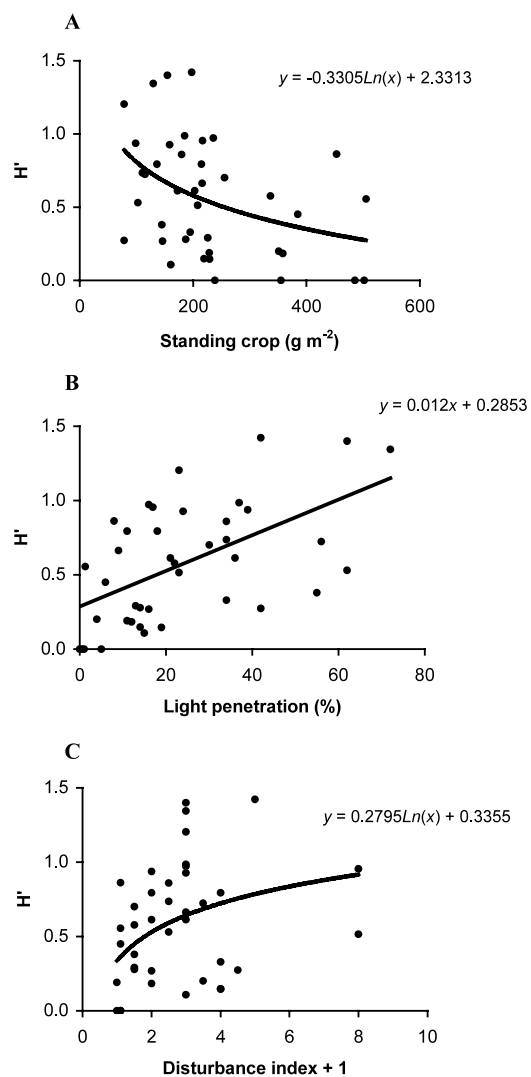 A
y = -0.3305Ln(x) + 2.3313
1.5
1.0
0.5
0.0
H'
0 200 400 600
Standing crop (g m⁻²)
B
y = 0.012x + 0.2853
1.5
1.0
0.5
0.0
H'
0 20 40 60 80
Light penetration (%)
C
y = 0.2795Ln(x) + 0.3355
1.5
1.0
0.5
0.0
H'
0 2 4 6 8 10
Disturbance index + 1